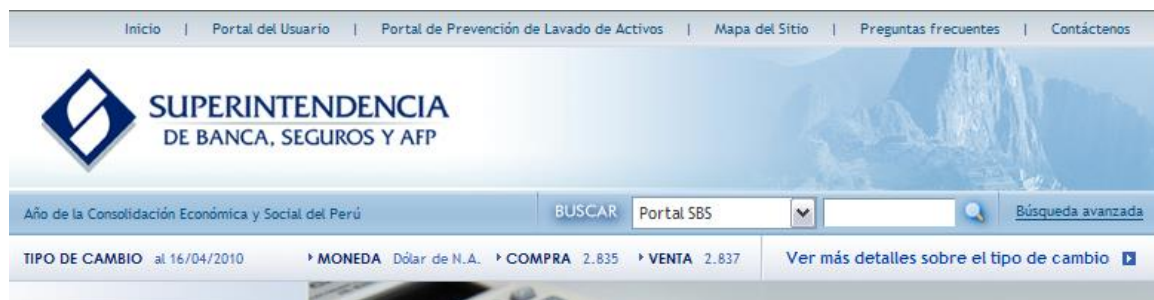 Inicio | Portal del Usuario | Portal de Prevención de Lavado de Activos | Mapa del Sitio | Preguntas frecuentes | Contáctenos
SUPERINTENDENCIA
DE BANCA, SEGUROS Y AFP
Año de la Consolidación Económica y Social del Perú BUSCAR Portal SBS Búsqueda avanzada
TIPO DE CAMBIO al 16/04/2010 MONEDA Dólar de N.A. COMPRA 2.835 VENTA 2.837 Ver más detalles sobre el tipo de cambio